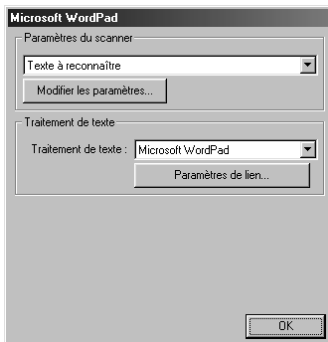 Microsoft WordPad
Paramètres du scanner
Texte à reconnaître
Modifier les paramètres...
Traitement de texte
Traitement de texte : Microsoft WordPad
Paramètres de lien...
OK